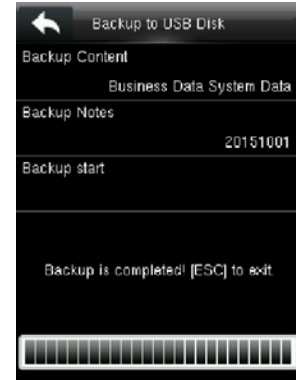 Backup to USB Disk
Backup Content
Business Data System Data
Backup Notes
20151001
Backup start
Backup is completed! [ESC] to exit.